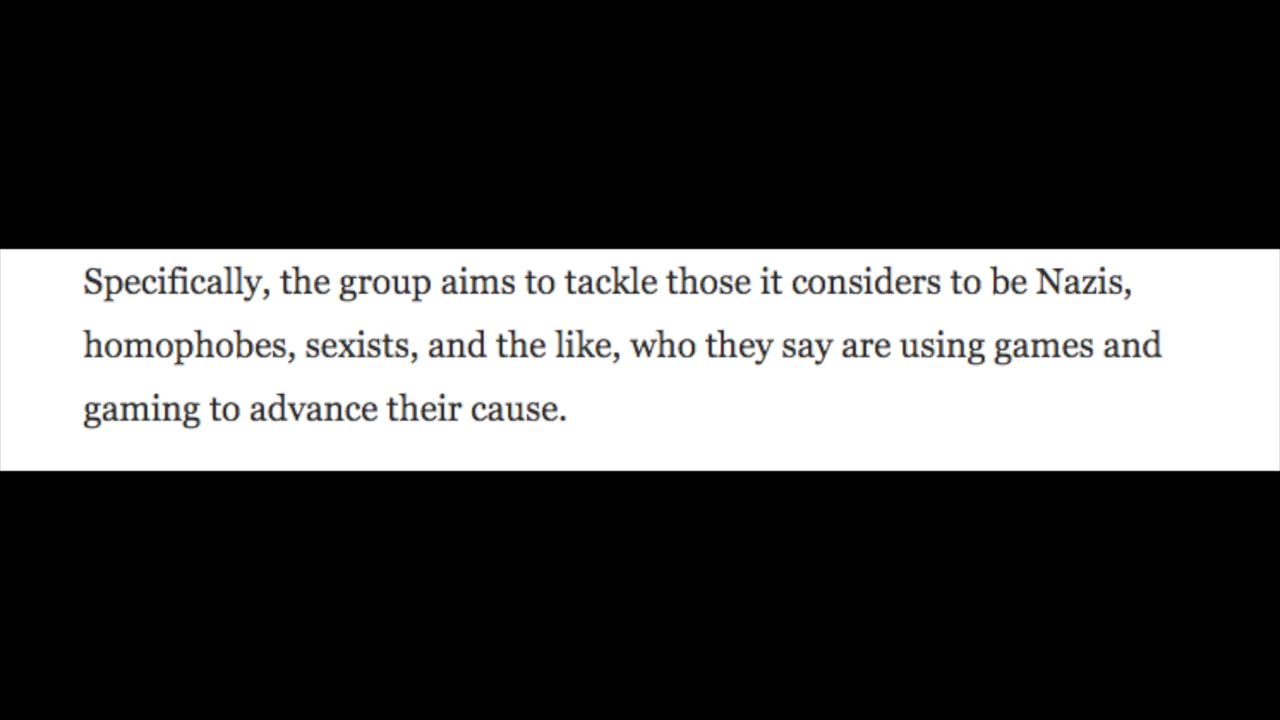 Specifically, the group aims to tackle those it considers to be Nazis,
homophobes, sexists, and the like, who they say are using games and
gaming to advance their cause.